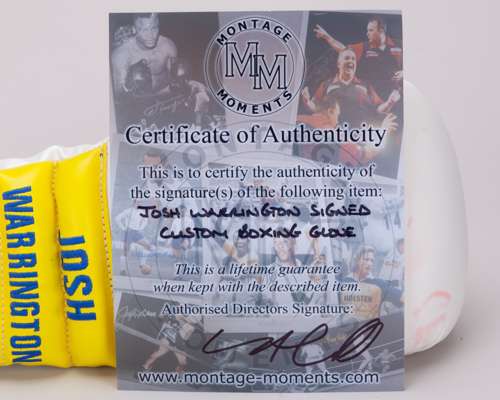 MONTAGE
MM
MOMENTS
Certificate of Authenticity
This is to certify the authenticity of
the signature(s) of the following item:
JOSH WARRINGTON SIGNED
CUSTOM BOXING GLOVE
This is a lifetime guarantee
when kept with the described item.
Authorised Directors Signature:
www.montage-moments.com
JOSH
WARRINGTON